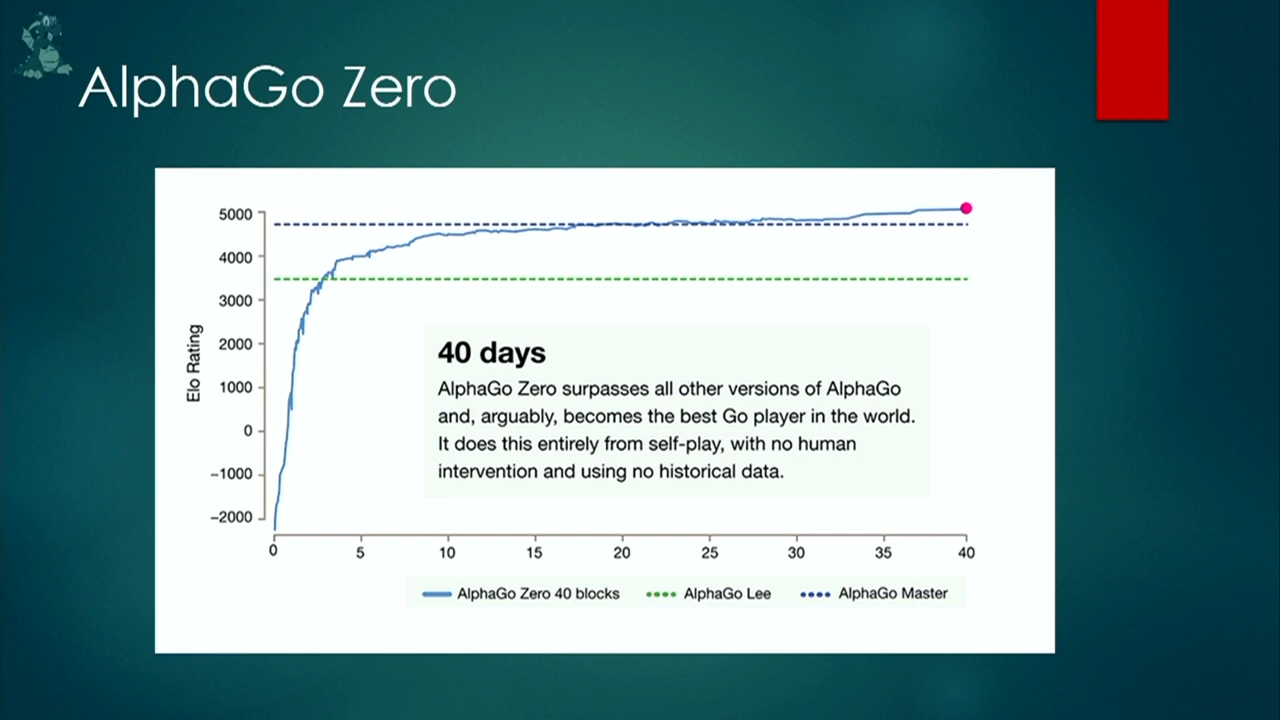 AlphaGo Zero
5000
4000
3000
2000
1000
0
−1000
−2000
Elo Rating
40 days
AlphaGo Zero surpasses all other versions of AlphaGo
and, arguably, becomes the best Go player in the world.
It does this entirely from self-play, with no human
intervention and using no historical data.
0 5 10 15 20 25 30 35 40
AlphaGo Zero 40 blocks AlphaGo Lee AlphaGo Master